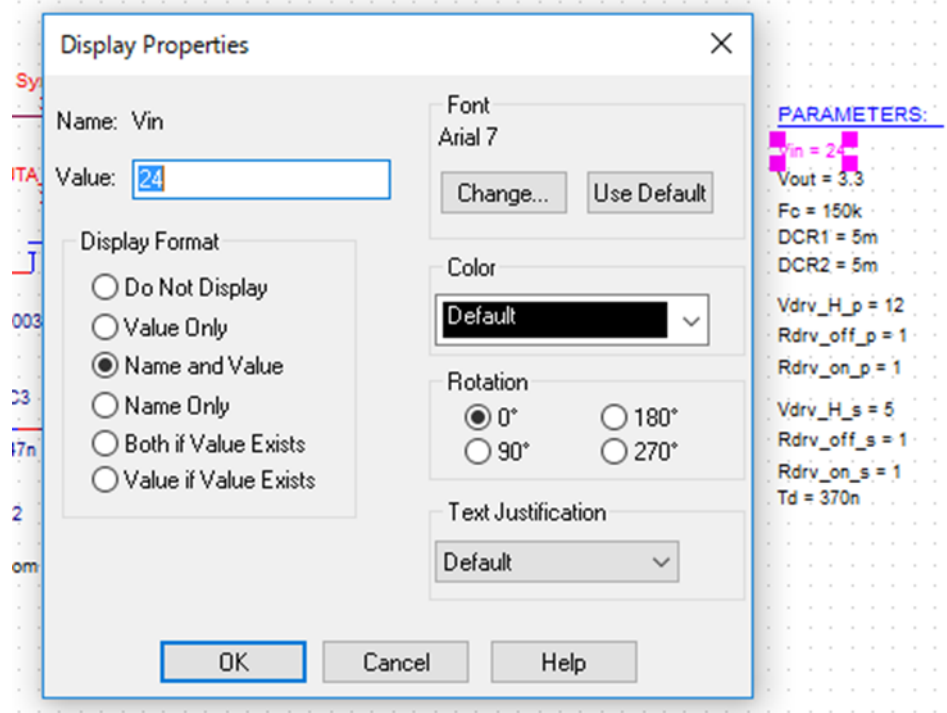 Display Properties
Name: Vin
Value: 24
Display Format
Do Not Display
Value Only
Name and Value
Name Only
Both if Value Exists
Value if Value Exists
Font
Arial 7
Change...
Use Default
Color
Default
Rotation
0°
180°
90°
270°
Text Justification
Default
OK
Cancel
Help
PARAMETERS:
Vin = 24
Vout = 3.3
Fc = 150k
DCR1 = 5m
DCR2 = 5m
Vdrv_H_p = 12
Rdrv_off_p = 1
Rdrv_on_p = 1
Vdrv_H_s = 5
Rdrv_off_s = 1
Rdrv_on_s = 1
Td = 370n